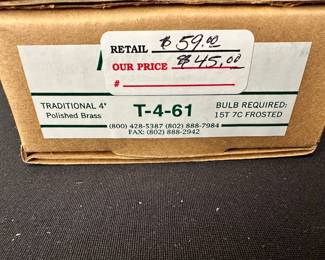 RETAIL $59.00
OUR PRICE $45.00
#
TRADITIONAL 4"
Polished Brass
T-4-61
BULB REQUIRED:
15T 7C FROSTED
(800) 428-5387 (802) 888-7984
FAX: (802) 888-2942